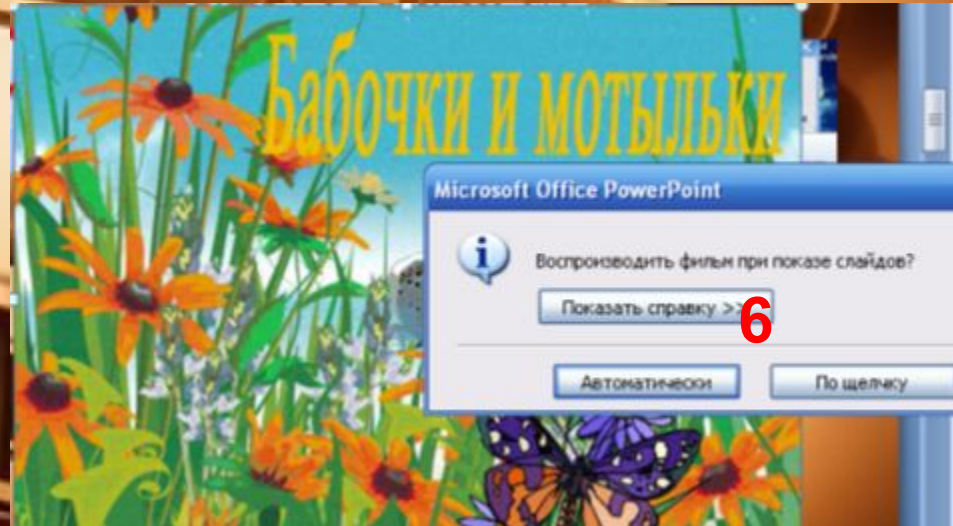 Бабочки и мотыльки
Microsoft Office PowerPoint
Воспроизводить фильм при показе слайдов?
Показать справку >>
6
Автоматически
По щелчку